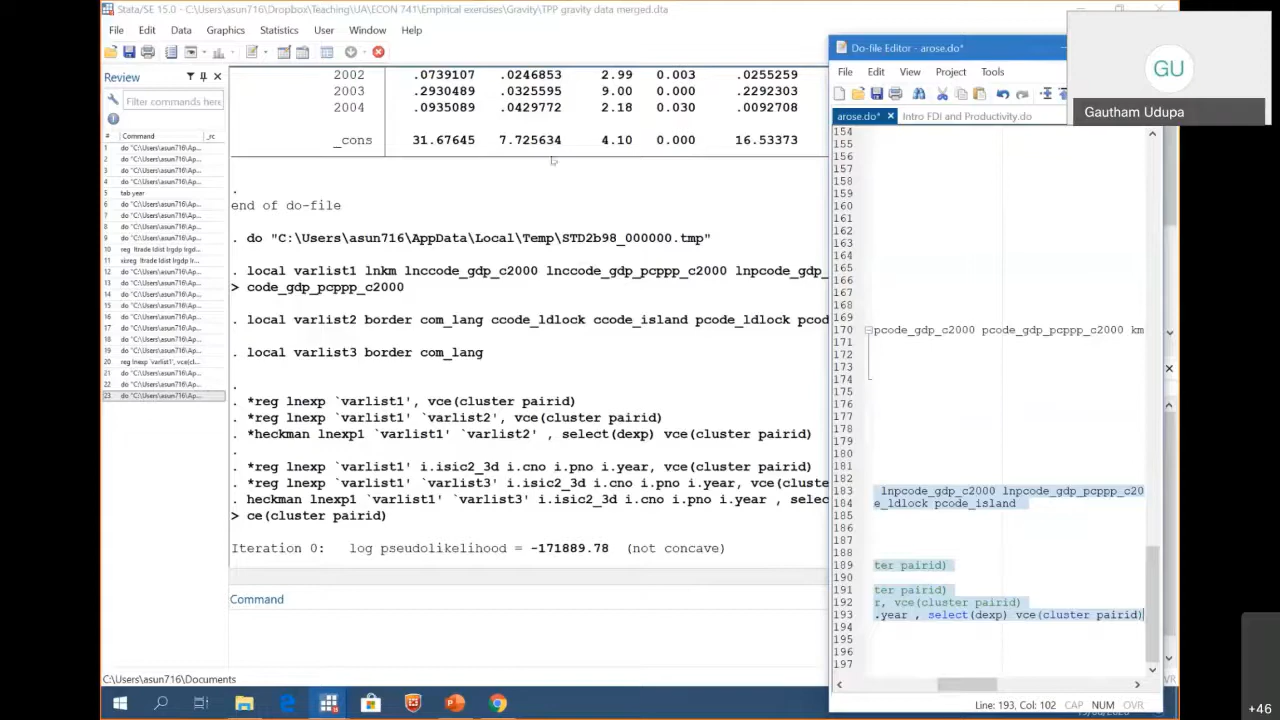 Stata/SE 15.0 - C:\Users\asun716\Dropbox\Teaching\UA\ECON 741\Empirical exercises\Gravity\TPP gravity data merged.dta
File Edit Data Graphics Statistics User Window Help
Review
Filter commands here
# Command _rc
1 do "C:\Users\asun716\Ap...
2 do "C:\Users\asun716\Ap...
3 do "C:\Users\asun716\Ap...
4 do "C:\Users\asun716\Ap...
5 tab year
6 do "C:\Users\asun716\Ap...
7 do "C:\Users\asun716\Ap...
8 do "C:\Users\asun716\Ap...
9 do "C:\Users\asun716\Ap...
10 reg ltrade ldist lrgdp lr...
11 xi:reg ltrade ldist lrgdp lr...
12 do "C:\Users\asun716\Ap...
13 do "C:\Users\asun716\Ap...
14 do "C:\Users\asun716\Ap...
15 do "C:\Users\asun716\Ap...
16 do "C:\Users\asun716\Ap...
17 do "C:\Users\asun716\Ap...
18 do "C:\Users\asun716\Ap...
19 do "C:\Users\asun716\Ap...
20 reg lnexp `varlist1', vce(cl...
21 do "C:\Users\asun716\Ap...
22 do "C:\Users\asun716\Ap...
23 do "C:\Users\asun716\Ap...
2002 .0739107 .0246853 2.99 0.003 .0255259
2003 .2930489 .0325595 9.00 0.000 .2292303
2004 .0935089 .0429772 2.18 0.030 .0092708
_cons 31.67645 7.725634 4.10 0.000 16.53373
.
end of do-file
. do "C:\Users\asun716\AppData\Local\Temp\STD2b98_000000.tmp"
. local varlist1 lnkm lnccode_gdp_c2000 lnccode_gdp_pcppp_c2000 lnpcode_gdp_
> code_gdp_pcppp_c2000
. local varlist2 border com_lang ccode_ldlock ccode_island pcode_ldlock pcod
. local varlist3 border com_lang
.
. *reg lnexp `varlist1', vce(cluster pairid)
. *reg lnexp `varlist1' `varlist2', vce(cluster pairid)
. *heckman lnexp1 `varlist1' `varlist2' , select(dexp) vce(cluster pairid)
.
. *reg lnexp `varlist1' i.isic2_3d i.cno i.pno i.year, vce(cluster pairid)
. *reg lnexp `varlist1' `varlist3' i.isic2_3d i.cno i.pno i.year, vce(cluste
. heckman lnexp1 `varlist1' `varlist3' i.isic2_3d i.cno i.pno i.year , selec
> ce(cluster pairid)
Iteration 0: log pseudolikelihood = -171889.78 (not concave)
Command
C:\Users\asun716\Documents
Do-file Editor - arose.do*
File Edit View Project Tools
arose.do* Intro FDI and Productivity.do
154
155
156
157
158
159
160
161
162
163
164
165
166
167
168
169
170 pcode_gdp_c2000 pcode_gdp_pcppp_c2000 km
171
172
173
174
175
176
177
178
179
180
181
182
183 lnpcode_gdp_c2000 lnpcode_gdp_pcppp_c20
184 e_ldlock pcode_island
185
186
187
188
189 ter pairid)
190
191 ter pairid)
192 r, vce(cluster pairid)
193 .year , select(dexp) vce(cluster pairid)
194
195
196
197
Line: 193, Col: 102 CAP NUM OVR
VR
GU
Gautham Udupa
+46